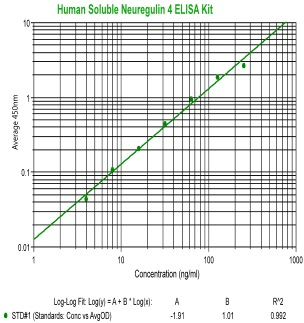 Human Soluble Neuregulin 4 ELISA Kit
10
1
0.1
0.01
Average 450nm
1 10 100 1000
Concentration (ng/ml)
Log-Log Fit: Log(y) = A + B * Log(x): A B R^2
STD#1 (Standards: Conc vs AvgOD) -1.91 1.01 0.992